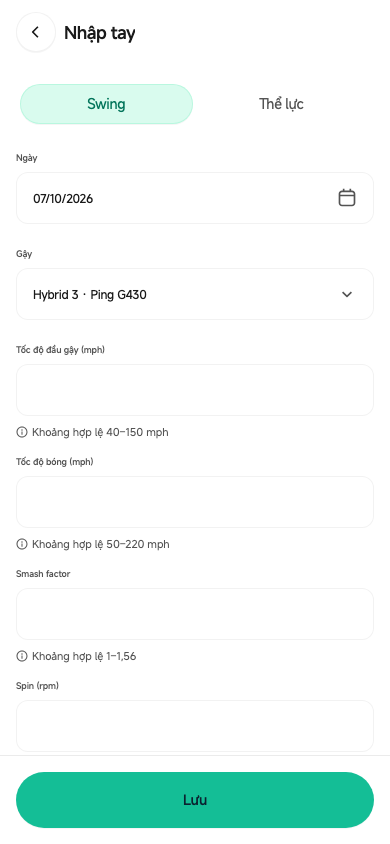 Nhập tay
Swing
Thể lực
Ngày
07/10/2026
Gậy
Hybrid 3 · Ping G430
Tốc độ đầu gậy (mph)
Khoảng hợp lệ 40–150 mph
Tốc độ bóng (mph)
Khoảng hợp lệ 50–220 mph
Smash factor
Khoảng hợp lệ 1–1,56
Spin (rpm)
Lưu